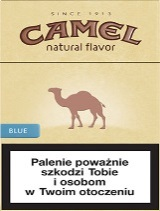 SINCE 1913
CAMEL
natural flavor
BLUE
Palenie poważnie
szkodzi Tobie
i osobom
w Twoim otoczeniu